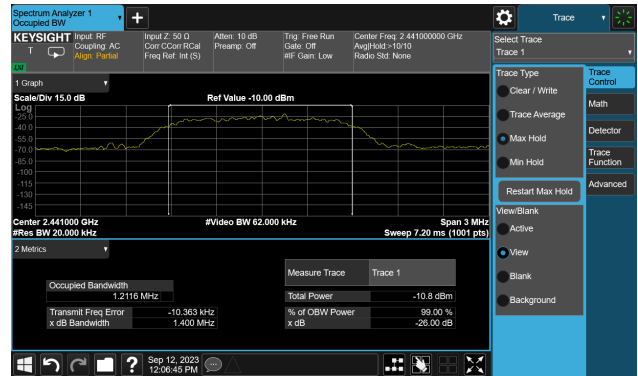 Spectrum Analyzer 1
Occupied BW
Trace
KEYSIGHT
T
LXI
Input: RF
Coupling: AC
Align: Partial
Input Z: 50 Ω
Corr CCorr RCal
Freq Ref: Int (S)
Atten: 10 dB
Preamp: Off
Trig: Free Run
Gate: Off
#IF Gain: Low
Center Freq: 2.441000000 GHz
Avg|Hold:>10/10
Radio Std: None
Select Trace
Trace 1
1 Graph
Scale/Div 15.0 dB
Ref Value -10.00 dBm
Log
-25.0
-40.0
-55.0
-70.0
-85.0
-100
-115
-130
-145
Center 2.441000 GHz
#Video BW 62.000 kHz
Span 3 MHz
#Res BW 20.000 kHz
Sweep 7.20 ms (1001 pts)
2 Metrics
Occupied Bandwidth
1.2116 MHz
Transmit Freq Error
-10.363 kHz
x dB Bandwidth
1.400 MHz
Measure Trace
Trace 1
Total Power
-10.8 dBm
% of OBW Power
99.00 %
x dB
-26.00 dB
Trace Type
Clear / Write
Trace Average
Max Hold
Min Hold
Restart Max Hold
View/Blank
Active
View
Blank
Background
Trace
Control
Math
Detector
Trace
Function
Advanced
?
Sep 12, 2023
12:06:45 PM